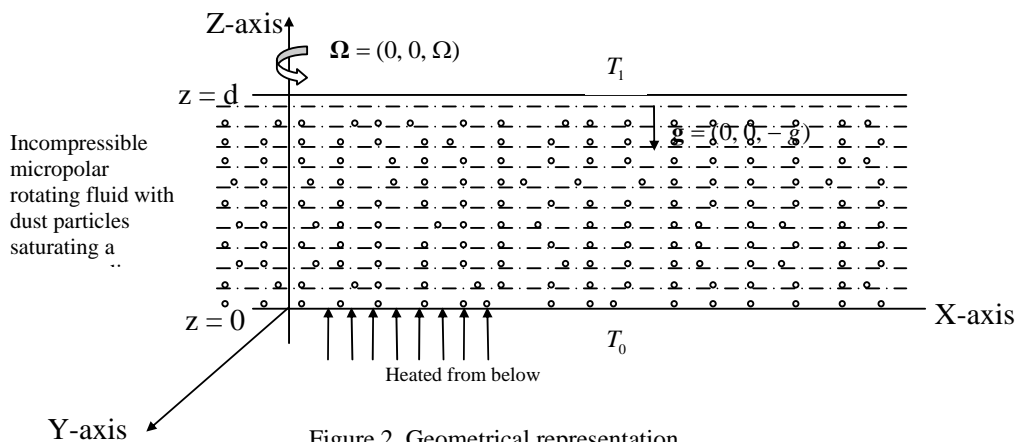 Z-axis
Ω = (0, 0, Ω)
T₁
z = d
g = (0, 0, − g)
Incompressible
micropolar
rotating fluid with
dust particles
saturating a
z = 0
X-axis
T₀
Heated from below
Y-axis
Figure 2. Geometrical representation